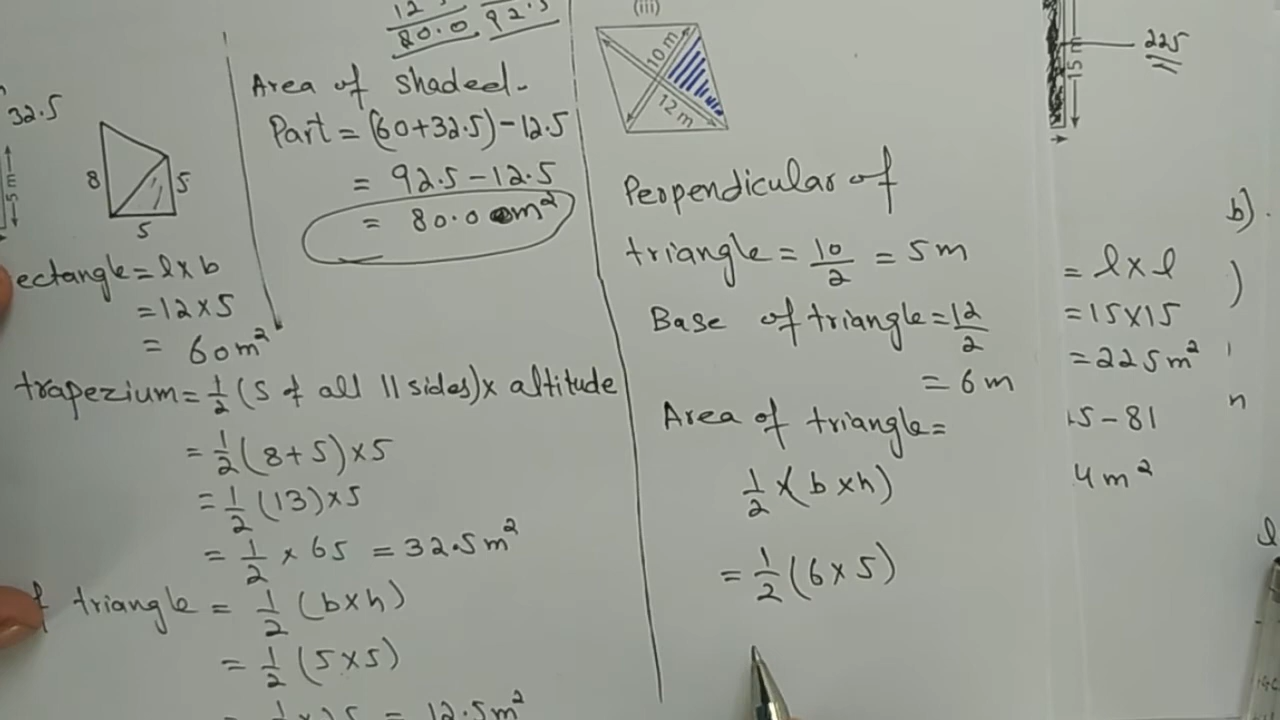 80.0 92.5
32.5
5 m
8
5
5
ectangle = l x b
= 12 x 5
= 60 m²
Area of shaded
Part = (60+32.5) - 12.5
= 92.5 - 12.5
= 80.0 m²
trapezium = 1/2 (S of all || sides) x altitude
= 1/2 (8+5) x 5
= 1/2 (13) x 5
= 1/2 x 65 = 32.5 m²
f triangle = 1/2 (b x h)
= 1/2 (5 x 5)
= 1/2 x 25 = 12.5 m²
(iii)
10 m
12 m
Perpendicular of
triangle = 10/2 = 5 m
Base of triangle = 12/2
= 6 m
Area of triangle =
1/2 x (b x h)
= 1/2 (6 x 5)
15 m
225
= l x l
= 15 x 15
= 225 m²
5 - 81
4 m²
b).
)
n
l